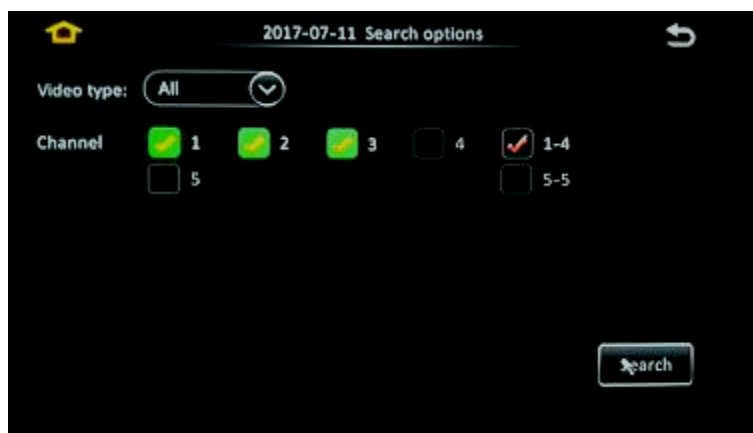 2017-07-11 Search options
Video type: All
Channel 1 2 3 4 1-4
5 5-5
Search